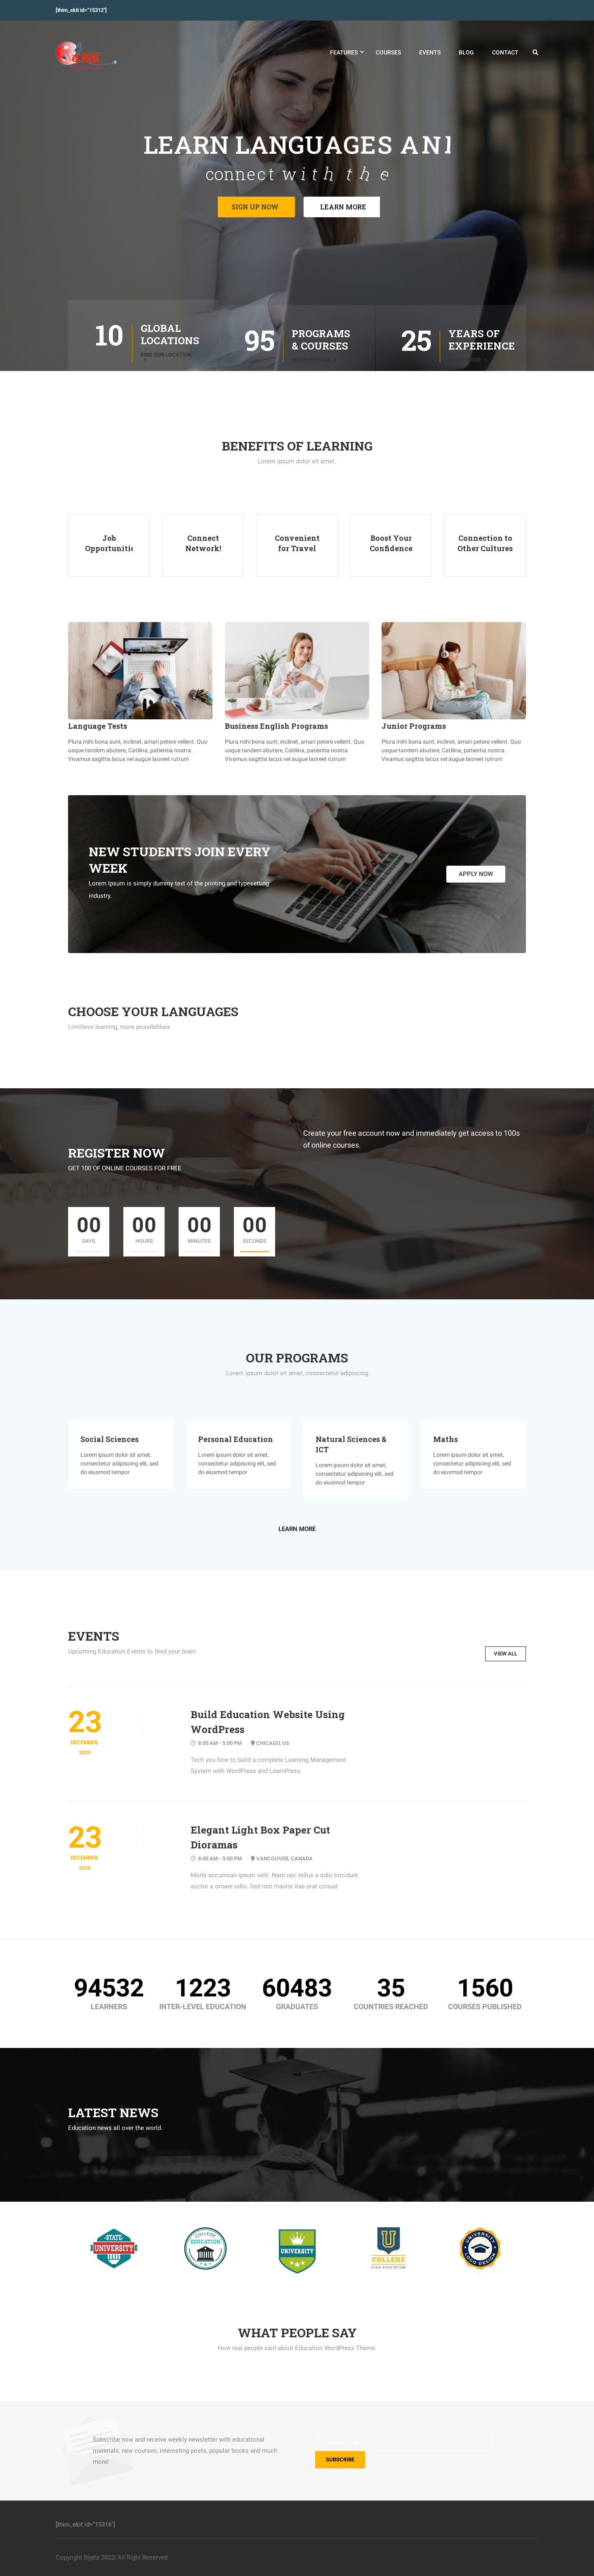 [thim_ekit id="15312"]
FEATURES
COURSES
EVENTS
BLOG
CONTACT
LEARN LANGUAGES AN
connect with the
SIGN UP NOW
LEARN MORE
10
GLOBAL
LOCATIONS
FIND OUR LOCATION
95
PROGRAMS
& COURSES
25
YEARS OF
EXPERIENCE
BENEFITS OF LEARNING
Lorem ipsum dolor sit amet.
Job
Opportunitie
Connect
Network!
Convenient
for Travel
Boost Your
Confidence
Connection to
Other Cultures
Language Tests
Plura mihi bona sunt, inclinet, amari petere vellent. Quo
usque tandem abutere, Catilina, patientia nostra.
Vivamus sagittis lacus vel augue laoreet rutrum
Business English Programs
Plura mihi bona sunt, inclinet, amari petere vellent. Quo
usque tandem abutere, Catilina, patientia nostra.
Vivamus sagittis lacus vel augue laoreet rutrum
Junior Programs
Plura mihi bona sunt, inclinet, amari petere vellent. Quo
usque tandem abutere, Catilina, patientia nostra.
Vivamus sagittis lacus vel augue laoreet rutrum
NEW STUDENTS JOIN EVERY
WEEK
Lorem Ipsum is simply dummy text of the printing and typesetting
industry.
APPLY NOW
CHOOSE YOUR LANGUAGES
Limitless learning, more possibilities
Create your free account now and immediately get access to 100s
of online courses.
REGISTER NOW
GET 100 OF ONLINE COURSES FOR FREE
00
DAYS
00
HOURS
00
MINUTES
00
SECONDS
OUR PROGRAMS
Lorem ipsum dolor sit amet, consectetur adipiscing
Social Sciences
Lorem ipsum dolor sit amet,
consectetur adipiscing elit, sed
do eiusmod tempor
Personal Education
Lorem ipsum dolor sit amet,
consectetur adipiscing elit, sed
do eiusmod tempor
Natural Sciences &
ICT
Lorem ipsum dolor sit amet,
consectetur adipiscing elit, sed
do eiusmod tempor
Maths
Lorem ipsum dolor sit amet,
consectetur adipiscing elit, sed
do eiusmod tempor
LEARN MORE
EVENTS
Upcoming Education Events to feed your brain.
VIEW ALL
23
DECEMBER,
2029
Build Education Website Using
WordPress
8:00 AM - 5:00 PM
CHICAGO, US
Tech you how to build a complete Learning Management
System with WordPress and LearnPress.
23
DECEMBER,
2029
Elegant Light Box Paper Cut
Dioramas
8:00 AM - 5:00 PM
VANCOUVER, CANADA
Morbi accumsan ipsum velit. Nam nec tellus a odio tincidunt
auctor a ornare odio. Sed non mauris itae erat consuat
94532
LEARNERS
1223
INTER-LEVEL EDUCATION
60483
GRADUATES
35
COUNTRIES REACHED
1560
COURSES PUBLISHED
LATEST NEWS
Education news all over the world.
STATE
UNIVERSITY
COLLEGE
EDUCATION
UNIVERSITY
U
COLLEGE
HIGH EDUCATION
UNIVERSITY
LOGO DESIGN
WHAT PEOPLE SAY
How real people said about Education WordPress Theme.
Subscribe now and receive weekly newsletter with educational
materials, new courses, interesting posts, popular books and much
more!
SUBSCRIBE
[thim_ekit id="15316"]
Copyright Bijeta 2022| All Right Reserved